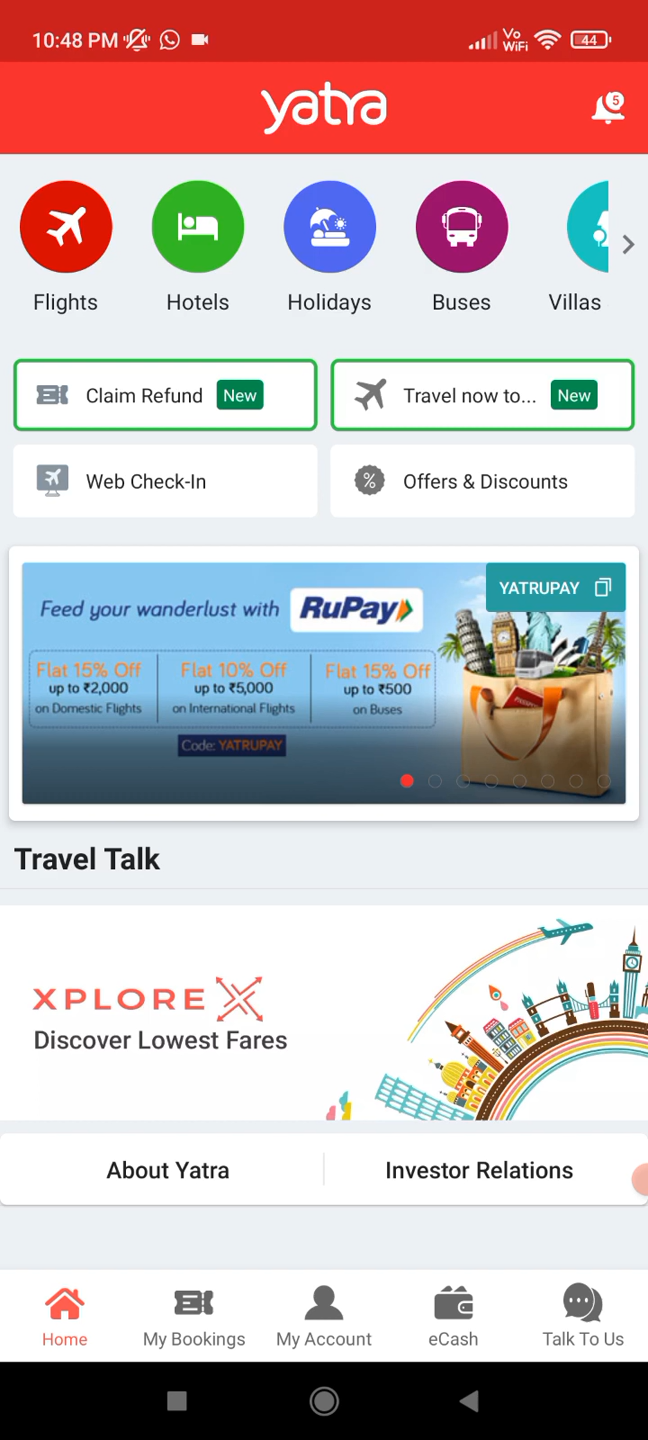 10:48 PM
Vo WiFi
44
yatra
5
Flights
Hotels
Holidays
Buses
Villas
Claim Refund New
Travel now to... New
Web Check-In
% Offers & Discounts
YATRUPAY
Feed your wanderlust with RuPay
Flat 15% Off
up to ₹2,000
on Domestic Flights
Flat 10% Off
up to ₹5,000
on International Flights
Flat 15% Off
up to ₹500
on Buses
Code: YATRUPAY
PASSPORT
Travel Talk
XPLORE X
Discover Lowest Fares
About Yatra
Investor Relations
Home
My Bookings
My Account
eCash
Talk To Us